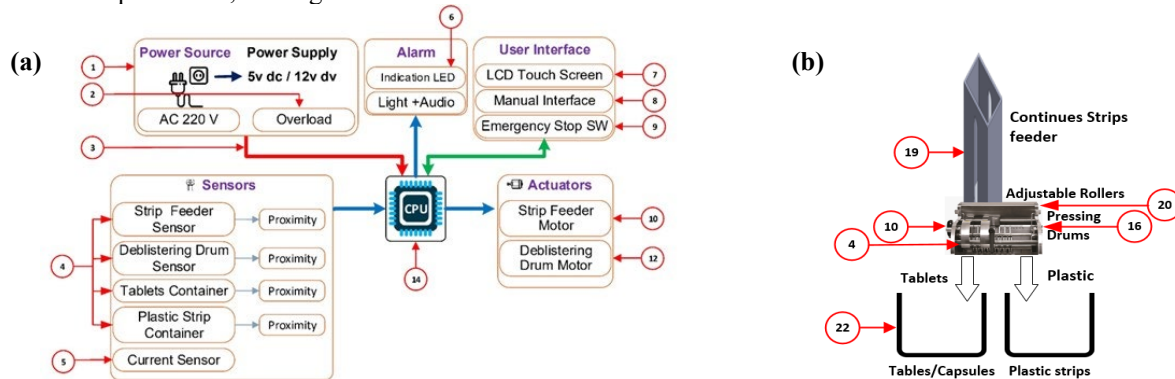 (a)
Power Source Power Supply
5v dc / 12v dv
AC 220 V
Overload
1
2
3
Alarm
Indication LED
Light +Audio
6
User Interface
LCD Touch Screen
Manual Interface
Emergency Stop SW
7
8
9
Sensors
Strip Feeder
Sensor
Proximity
Deblistering Drum
Sensor
Proximity
Tablets Container
Proximity
Plastic Strip
Container
Proximity
Current Sensor
4
5
CPU
14
Actuators
Strip Feeder
Motor
Deblistering
Drum Motor
10
12
(b)
Continues Strips
feeder
19
Adjustable Rollers
20
Pressing
Drums
10
16
4
Tablets
Plastic
22
Tables/Capsules
Plastic strips